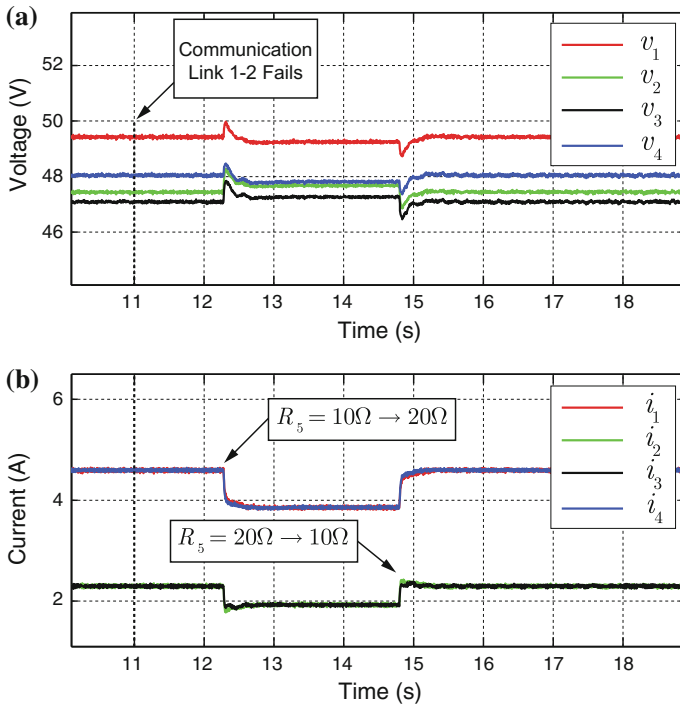 (a)
Voltage (V)
52
50
48
46
Communication
Link 1-2 Fails
v₁
v₂
v₃
v₄
11 12 13 14 15 16 17 18
Time (s)
(b)
Current (A)
6
4
2
R₅ = 10Ω → 20Ω
R₅ = 20Ω → 10Ω
i₁
i₂
i₃
i₄
11 12 13 14 15 16 17 18
Time (s)